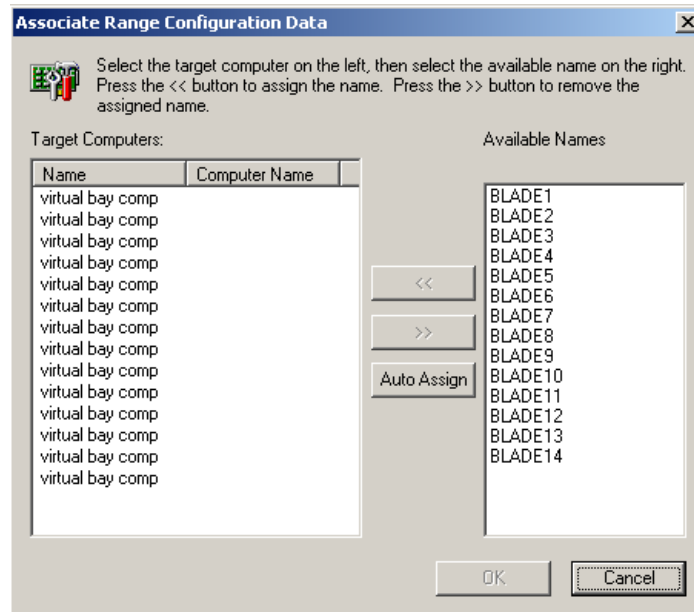 Associate Range Configuration Data
Select the target computer on the left, then select the available name on the right.
Press the << button to assign the name. Press the >> button to remove the
assigned name.
Target Computers:
Available Names
Name Computer Name
virtual bay comp
virtual bay comp
virtual bay comp
virtual bay comp
virtual bay comp
virtual bay comp
virtual bay comp
virtual bay comp
virtual bay comp
virtual bay comp
virtual bay comp
virtual bay comp
virtual bay comp
virtual bay comp
<<
>>
Auto Assign
BLADE1
BLADE2
BLADE3
BLADE4
BLADE5
BLADE6
BLADE7
BLADE8
BLADE9
BLADE10
BLADE11
BLADE12
BLADE13
BLADE14
OK
Cancel